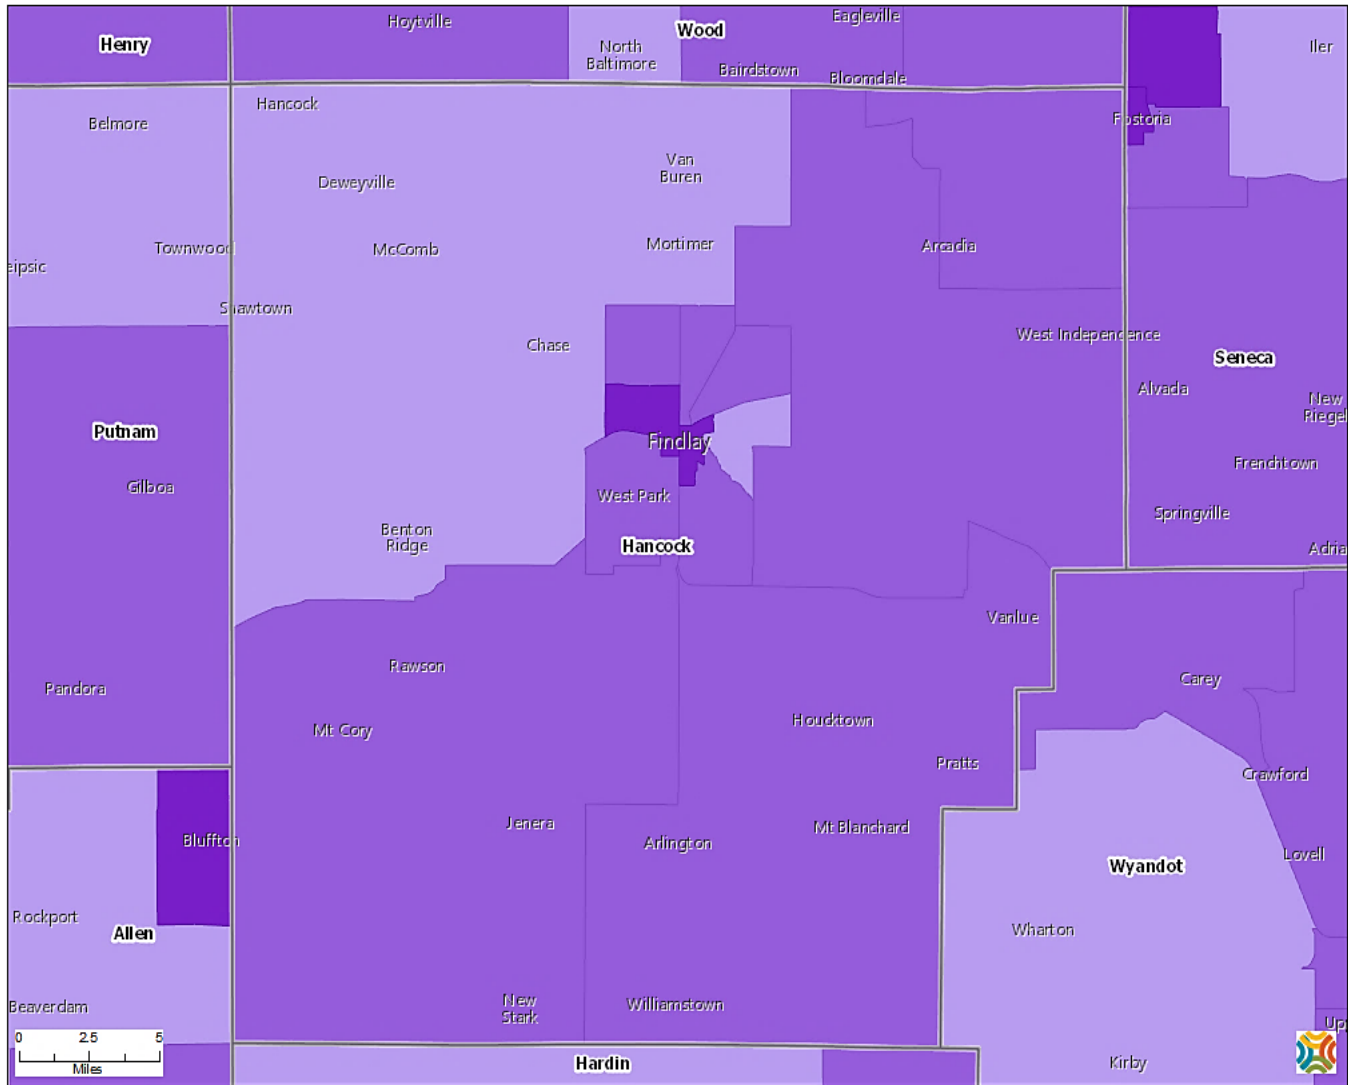 Hoytville
Eagleville
Wood
Henry
North
Baltimore
Iler
Bairdstown
Bloomdale
Hancock
Belmore
Fostoria
Van
Buren
Deweyville
Townwood
McComb
Mortimer
Arcadia
eipsic
Shawtown
Chase
West Independence
Seneca
Alvada
New
Riegel
Putnam
Findlay
Frenchtown
Gilboa
West Park
Springville
Benton
Ridge
Hancock
Adria
Vanlue
Rawson
Carey
Pandora
Houcktown
Mt Cory
Pratts
Crawford
Jenera
Mt Blanchard
Bluffton
Arlington
Lovell
Wyandot
Rockport
Allen
Wharton
New
Stark
Williamstown
Beaverdam
Up
0 2.5 5
Miles
Hardin
Kirby